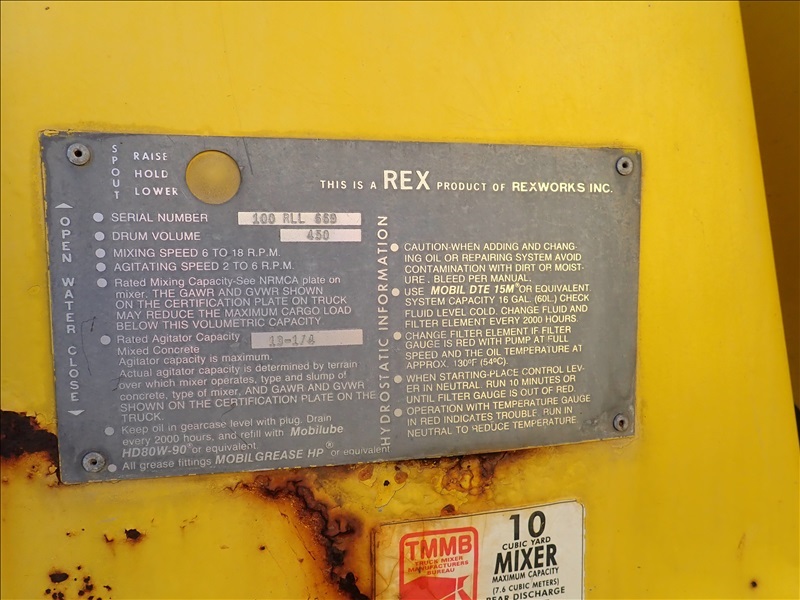 SPOUT
RAISE
HOLD
LOWER
THIS IS A REX PRODUCT OF REXWORKS INC.
OPEN WATER CLOSE
SERIAL NUMBER 100 RLL 669
DRUM VOLUME 450
MIXING SPEED 6 TO 18 R.P.M.
AGITATING SPEED 2 TO 6 R.P.M.
Rated Mixing Capacity-See NRMCA plate on
mixer. THE GAWR AND GVWR SHOWN
ON THE CERTIFICATION PLATE ON TRUCK
MAY REDUCE THE MAXIMUM CARGO LOAD
BELOW THIS VOLUMETRIC CAPACITY
Rated Agitator Capacity 13-1/4
Mixed Concrete
Agitator capacity is maximum.
Actual agitator capacity is determined by terrain
over which mixer operates, type and slump of
concrete, type of mixer, AND GAWR AND GVWR
SHOWN ON THE CERTIFICATION PLATE ON THE
TRUCK.
Keep oil in gearcase level with plug. Drain
every 2000 hours, and refill with Mobilube
HD80W-90® or equivalent
All grease fittings MOBILGREASE HP® or equivalent
HYDROSTATIC INFORMATION
CAUTION-WHEN ADDING AND CHANG-
ING OIL OR REPAIRING SYSTEM AVOID
CONTAMINATION WITH DIRT OR MOIST-
URE. BLEED PER MANUAL.
USE MOBIL DTE 15M® OR EQUIVALENT
SYSTEM CAPACITY 16 GAL. (60L.) CHECK
FLUID LEVEL COLD. CHANGE FLUID AND
FILTER ELEMENT EVERY 2000 HOURS
CHANGE FILTER ELEMENT IF FILTER
GAUGE IS RED WITH PUMP AT FULL
SPEED AND THE OIL TEMPERATURE AT
APPROX. 130ºF (54ºC).
WHEN STARTING-PLACE CONTROL LEV-
ER IN NEUTRAL. RUN 10 MINUTES OR
UNTIL FILTER GAUGE IS OUT OF RED.
OPERATION WITH TEMPERATURE GAUGE
IN RED INDICATES TROUBLE. RUN IN
NEUTRAL TO REDUCE TEMPERATURE
TMMB
TRUCK MIXER
MANUFACTURERS
BUREAU
10
CUBIC YARD
MIXER
MAXIMUM CAPACITY
(7.6 CUBIC METERS)
REAR DISCHARGE